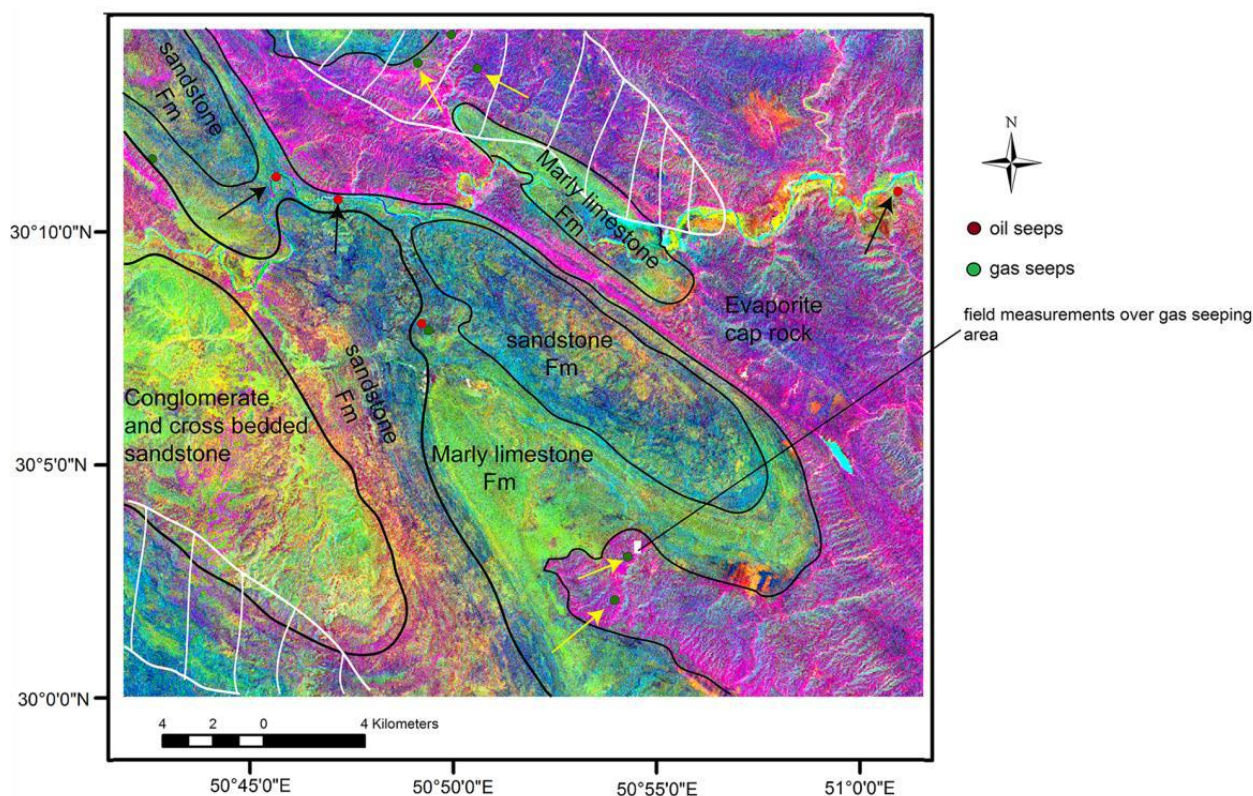 sandstone
Fm
Marly limestone
Fm
N
oil seeps
gas seeps
field measurements over gas seeping
area
30°10'0"N
Evaporite
cap rock
sandstone
Fm
sandstone
Fm
Conglomerate
and cross bedded
sandstone
Marly limestone
Fm
30°5'0"N
30°0'0"N
4 2 0 4 Kilometers
50°45'0"E
50°50'0"E
50°55'0"E
51°0'0"E